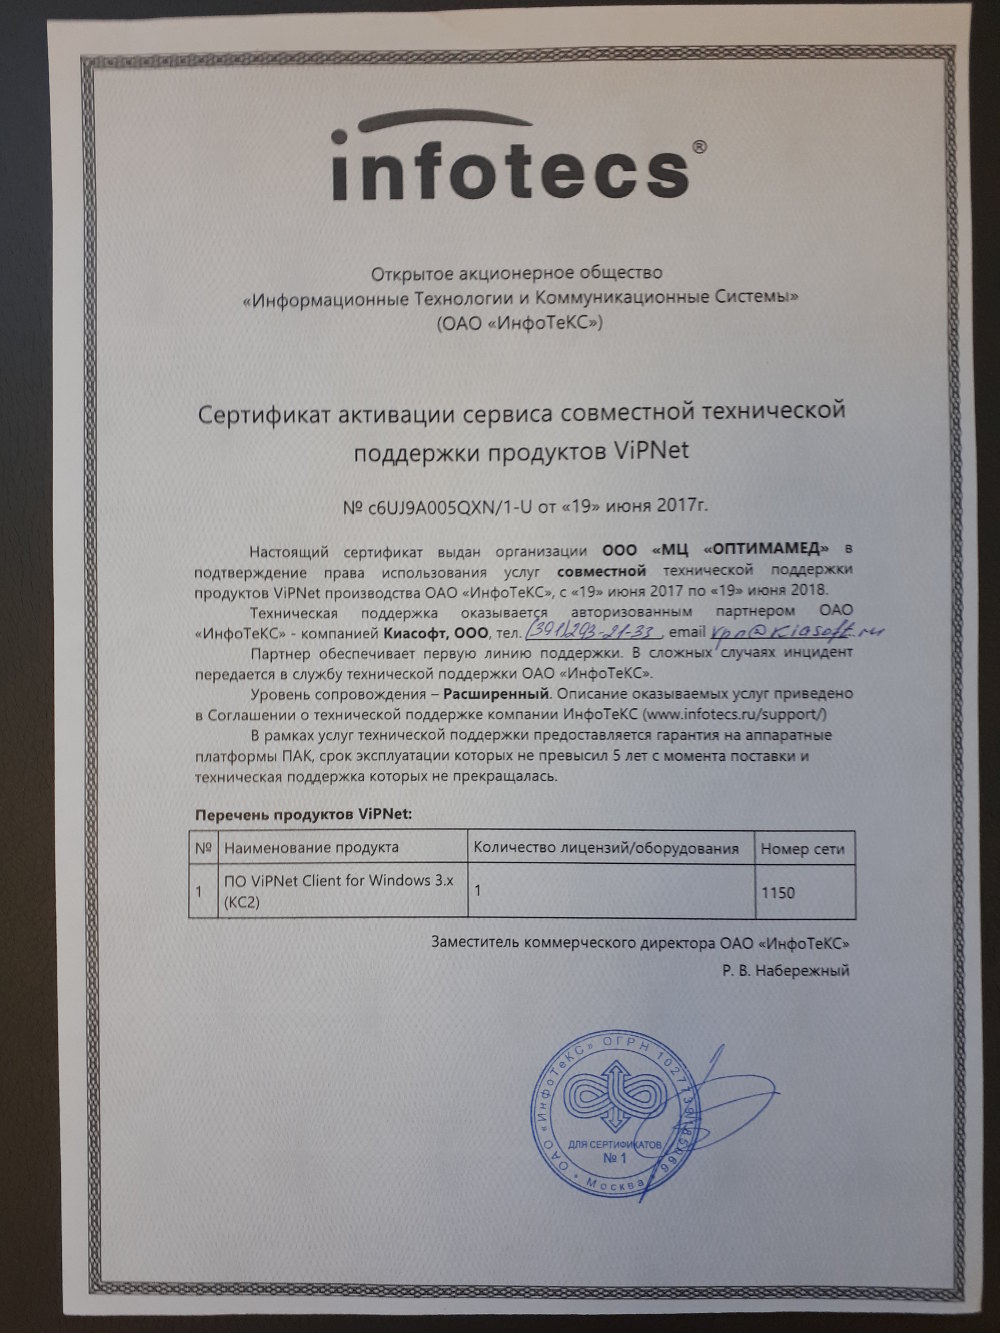 infotecs®
Открытое акционерное общество
«Информационные Технологии и Коммуникационные Системы»
(ОАО «ИнфоТеКС»)
Сертификат активации сервиса совместной технической
поддержки продуктов ViPNet
№ c6UJ9A005QXN/1-U от «19» июня 2017г.
Настоящий сертификат выдан организации ООО «МЦ «ОПТИМАМЕД» в
подтверждение права использования услуг совместной технической поддержки
продуктов ViPNet производства ОАО «ИнфоТеКС», с «19» июня 2017 по «19» июня 2018.
Техническая поддержка оказывается авторизованным партнером ОАО
«ИнфоТеКС» - компанией Киасофт, ООО, тел. (391)293-21-33, email vpn@kiasoft.ru
Партнер обеспечивает первую линию поддержки. В сложных случаях инцидент
передается в службу технической поддержки ОАО «ИнфоТеКС».
Уровень сопровождения – Расширенный. Описание оказываемых услуг приведено
в Соглашении о технической поддержке компании ИнфоТеКС (www.infotecs.ru/support/)
В рамках услуг технической поддержки предоставляется гарантия на аппаратные
платформы ПАК, срок эксплуатации которых не превысил 5 лет с момента поставки и
техническая поддержка которых не прекращалась.
Перечень продуктов ViPNet:
№ Наименование продукта Количество лицензий/оборудования Номер сети
1 ПО ViPNet Client for Windows 3.x (КС2) 1 1150
Заместитель коммерческого директора ОАО «ИнфоТеКС»
Р. В. Набережный
ОАО «ИнфоТеКС» ОГРН
ДЛЯ СЕРТИФИКАТОВ
№ 1
Москва